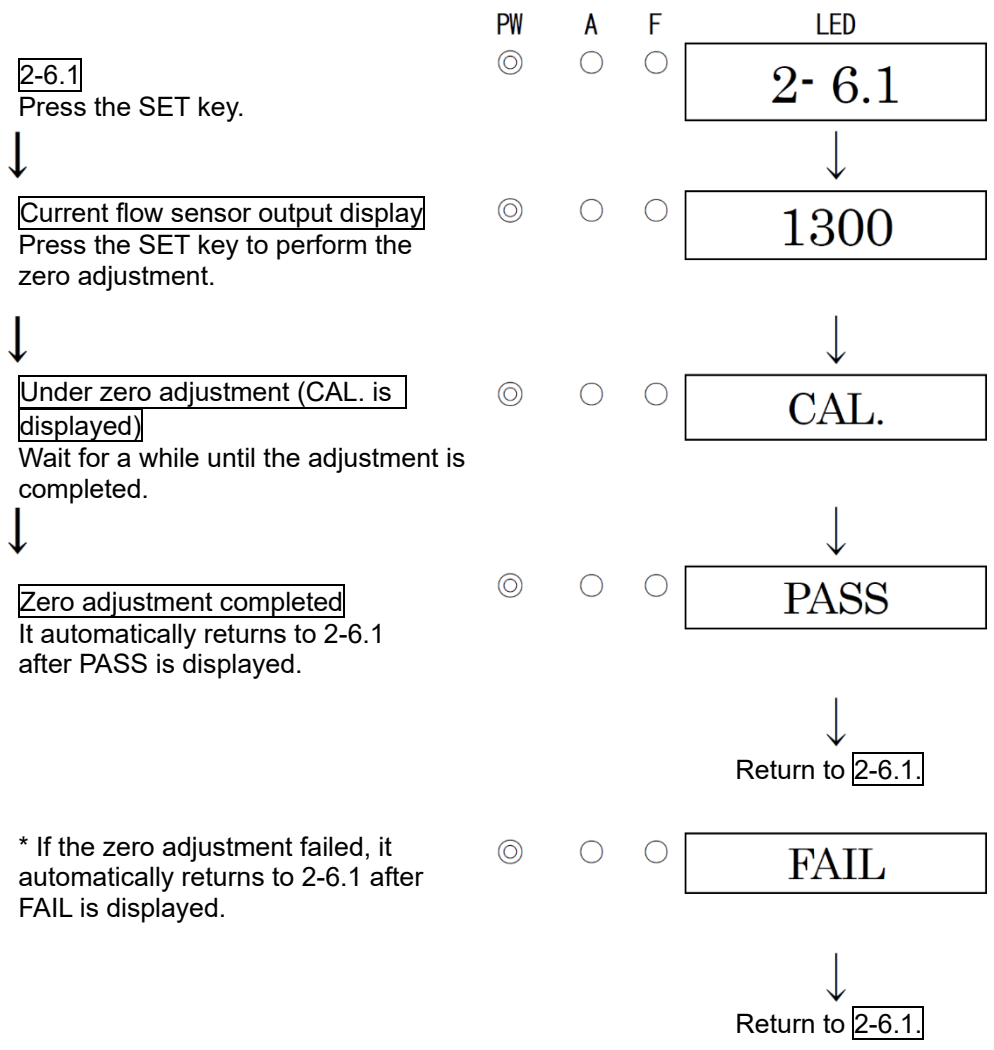 PW A F LED
2-6.1
Press the SET key.
2- 6.1
Current flow sensor output display
Press the SET key to perform the
zero adjustment.
1300
Under zero adjustment (CAL. is
displayed)
Wait for a while until the adjustment is
completed.
CAL.
Zero adjustment completed
It automatically returns to 2-6.1
after PASS is displayed.
PASS
Return to 2-6.1.
* If the zero adjustment failed, it
automatically returns to 2-6.1 after
FAIL is displayed.
FAIL
Return to 2-6.1.